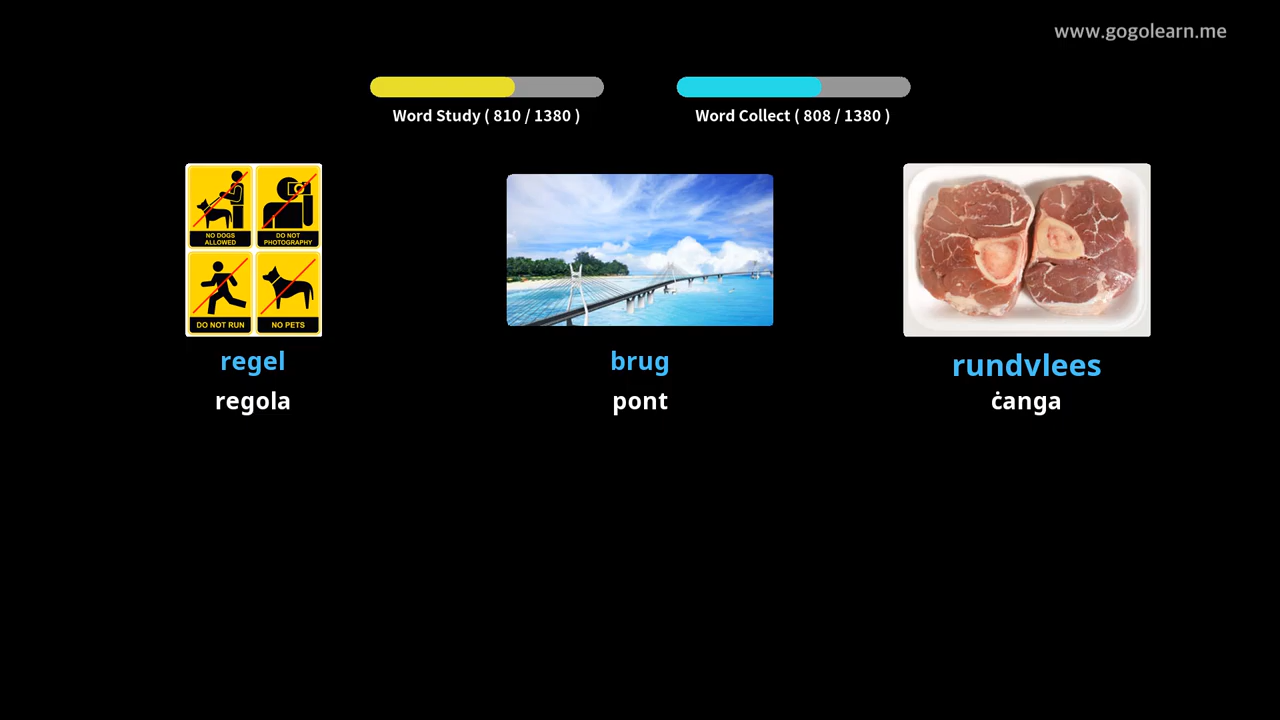 www.gogolearn.me
Word Study ( 810 / 1380 )
Word Collect ( 808 / 1380 )
NO DOGS
ALLOWED
DO NOT
PHOTOGRAPHY
DO NOT RUN
NO PETS
regel
regola
brug
pont
rundvlees
ċanga